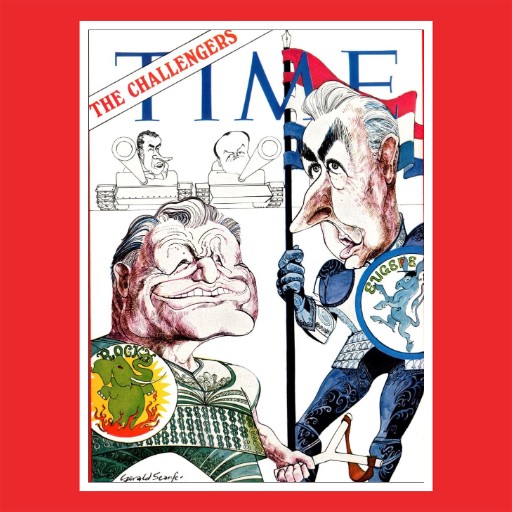 THE CHALLENGERS
TIME
EUGENE
ROCKY
Gerald Scarfe